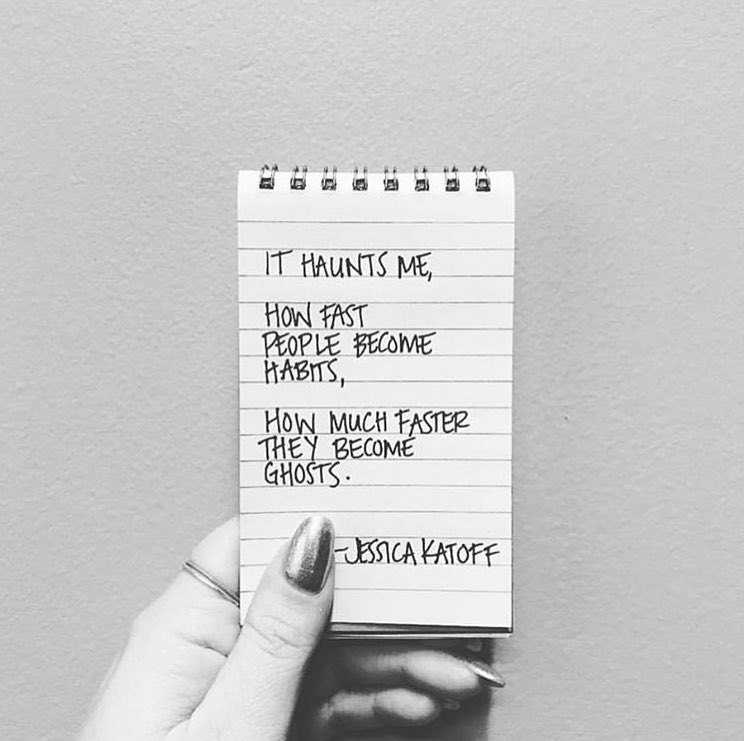 IT HAUNTS ME,
HOW FAST
PEOPLE BECOME
HABITS,
HOW MUCH FASTER
THEY BECOME
GHOSTS.
-JESSICA KATOFF